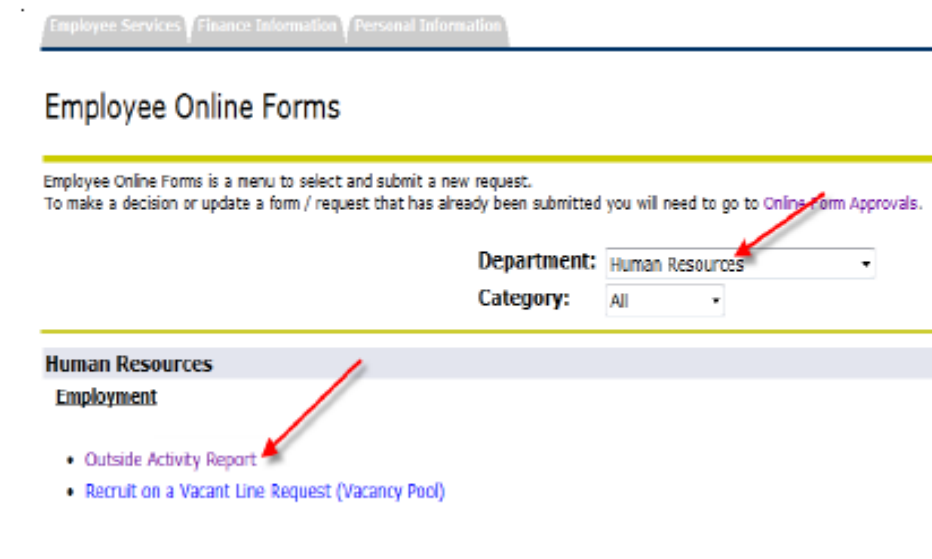 Employee Services Finance Information Personal Information
Employee Online Forms
Employee Online Forms is a menu to select and submit a new request.
To make a decision or update a form / request that has already been submitted you will need to go to Online Form Approvals.
Department: Human Resources
Category: All
Human Resources
Employment
• Outside Activity Report
• Recruit on a Vacant Line Request (Vacancy Pool)